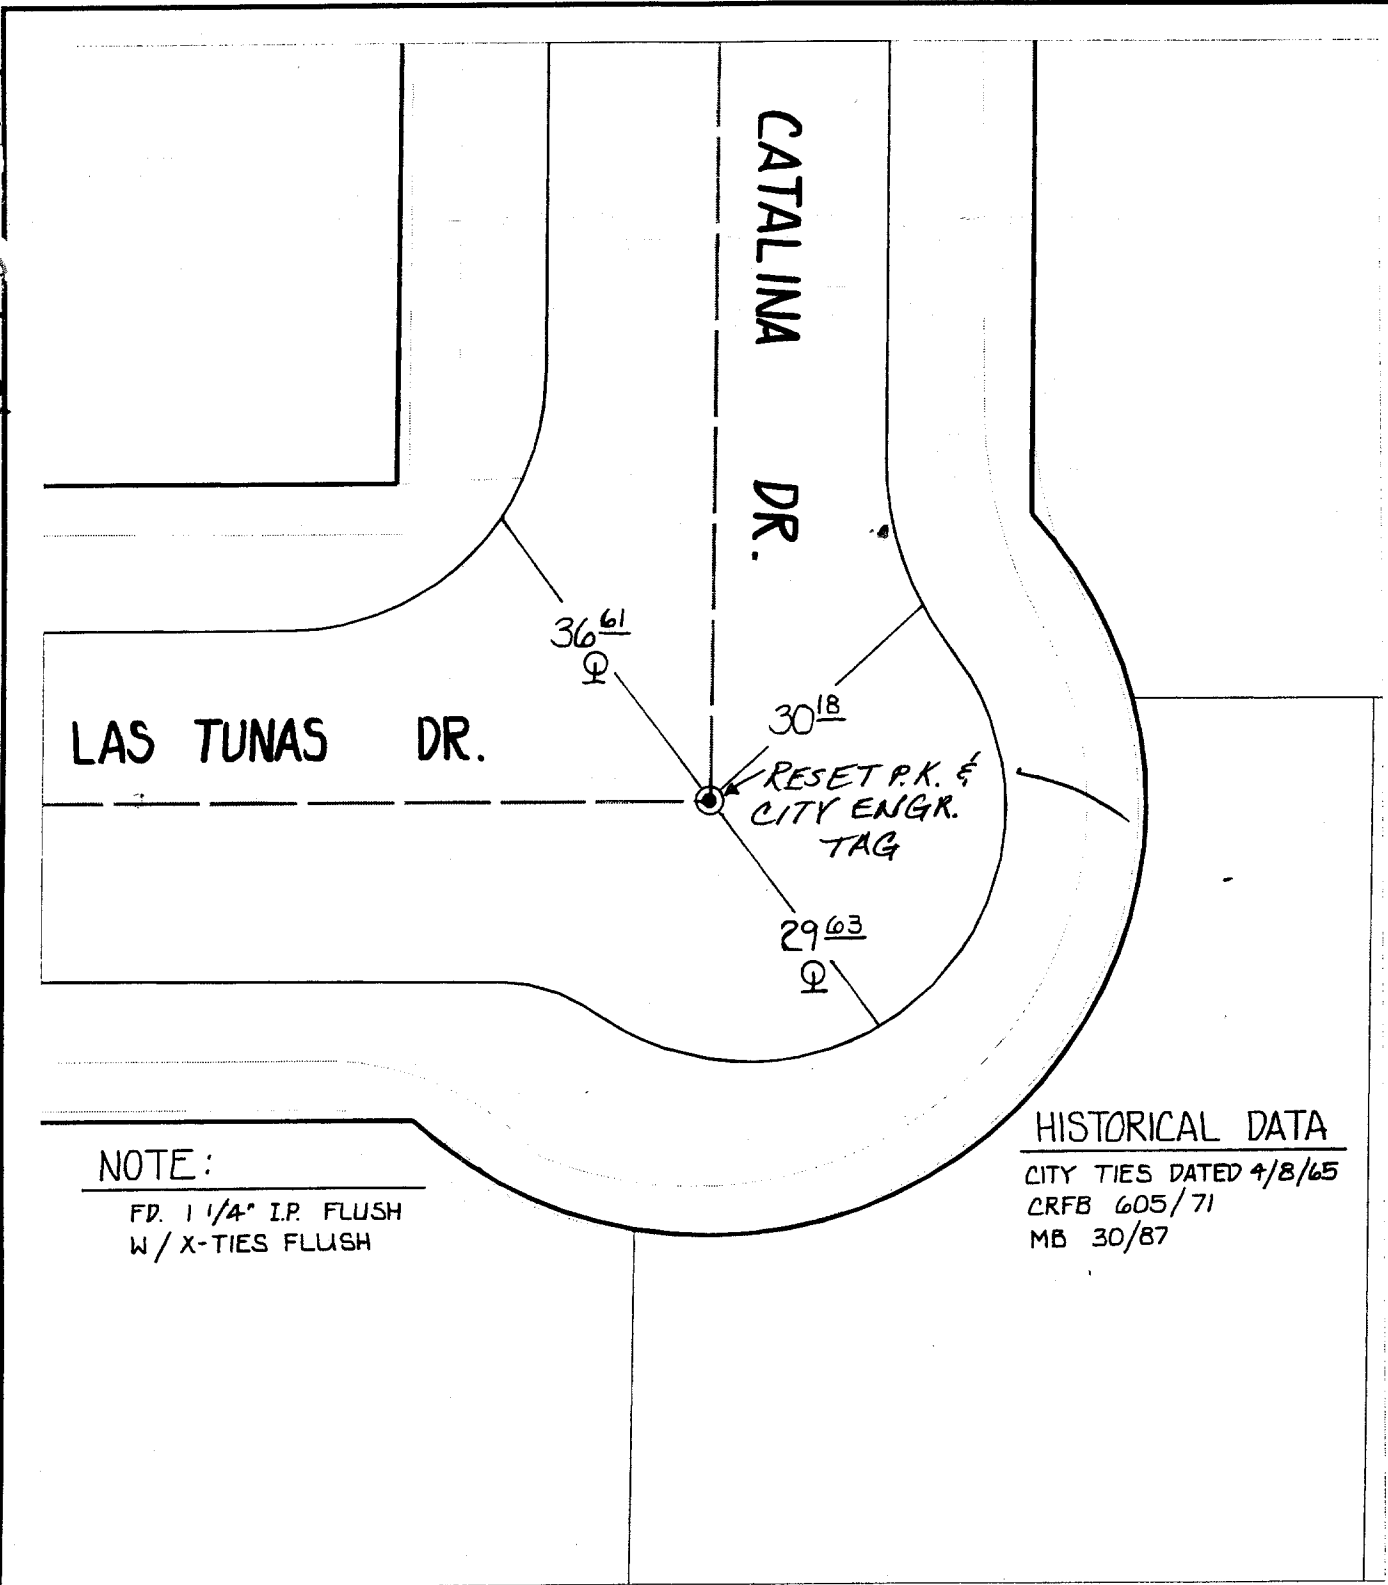 CATALINA DR.
36 61
LAS TUNAS DR.
30 18
RESET P.K. &
CITY ENGR.
TAG
29 63
NOTE:
FD. 1 1/4" I.P. FLUSH
W/ X-TIES FLUSH
HISTORICAL DATA
CITY TIES DATED 4/8/65
CRFB 605/71
MB 30/87